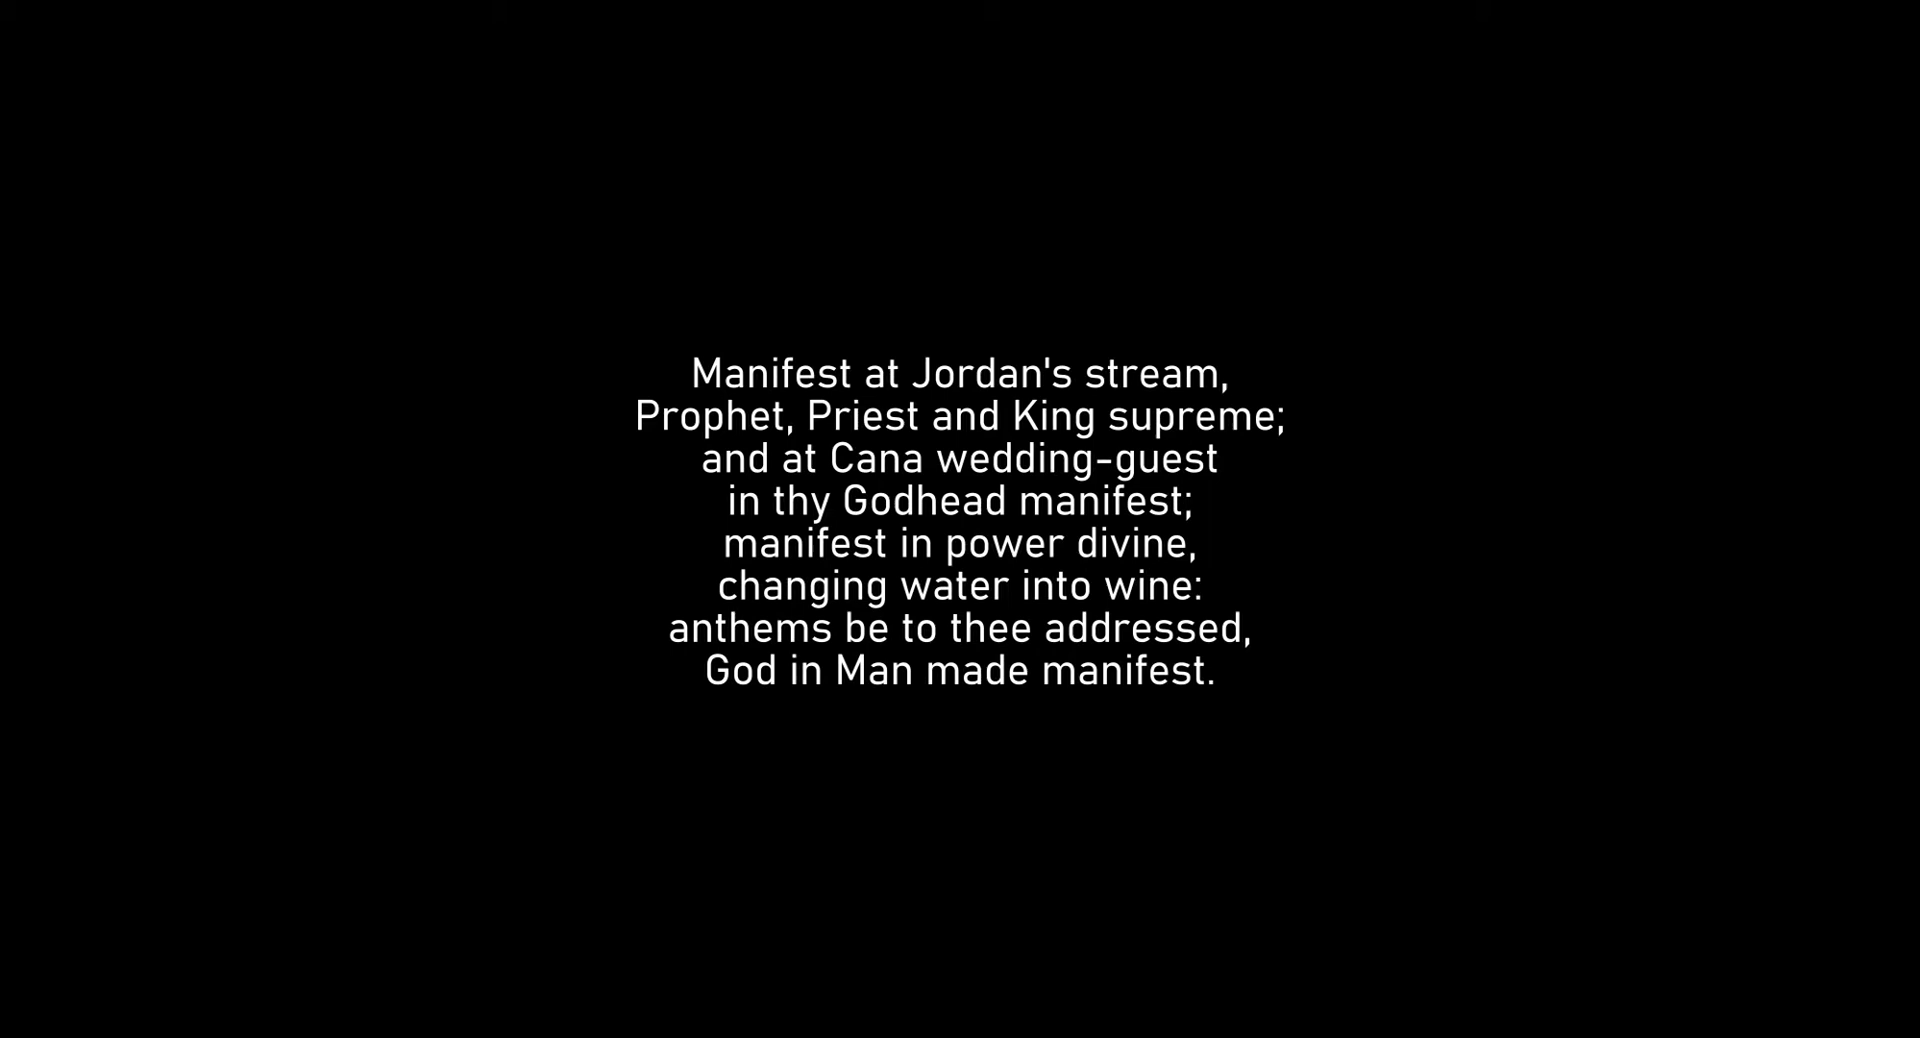 Manifest at Jordan's stream,
Prophet, Priest and King supreme;
and at Cana wedding-guest
in thy Godhead manifest;
manifest in power divine,
changing water into wine:
anthems be to thee addressed,
God in Man made manifest.